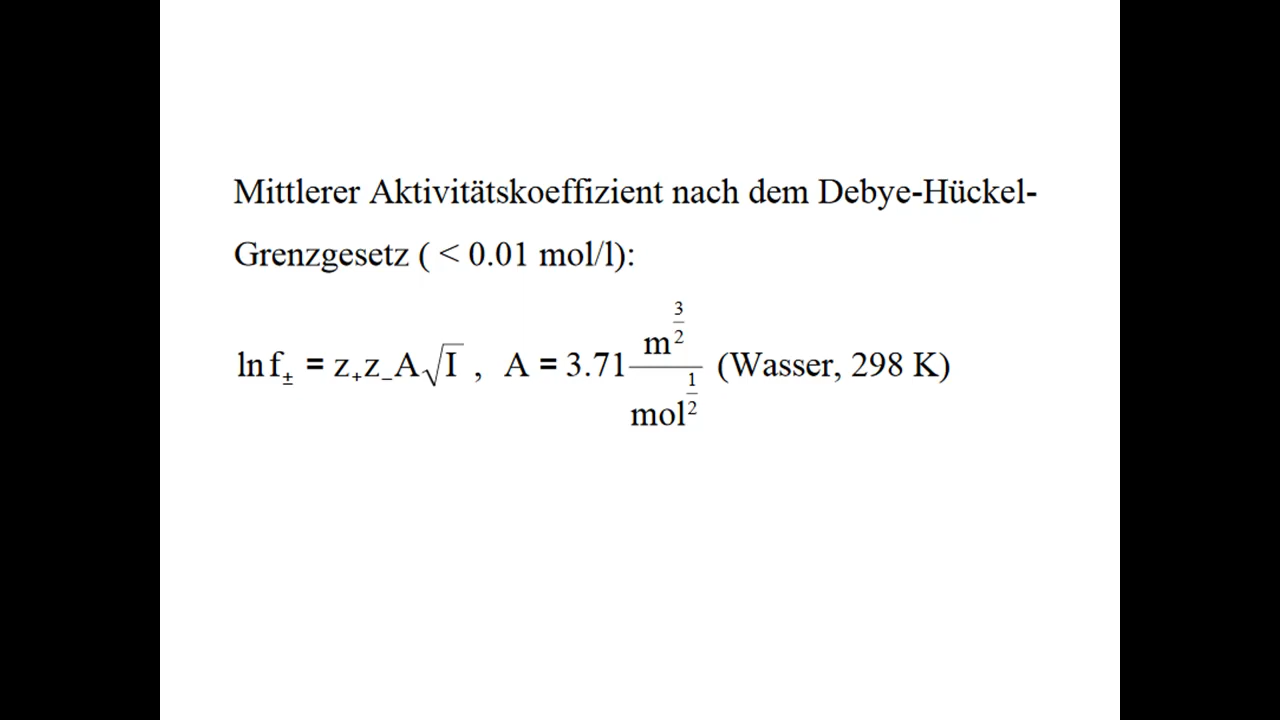 Mittlerer Aktivitätskoeffizient nach dem Debye-Hückel-
Grenzgesetz ( < 0.01 mol/l):
ln f± = z₊z₋A√I , A = 3.71 m^(3/2)/mol^(1/2) (Wasser, 298 K)